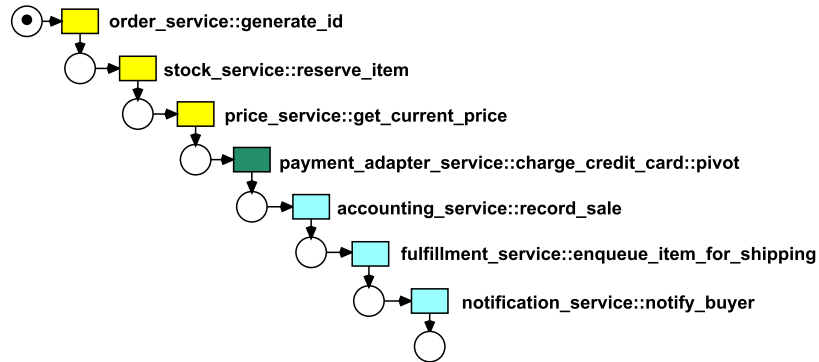 order_service::generate_id
stock_service::reserve_item
price_service::get_current_price
payment_adapter_service::charge_credit_card::pivot
accounting_service::record_sale
fulfillment_service::enqueue_item_for_shipping
notification_service::notify_buyer